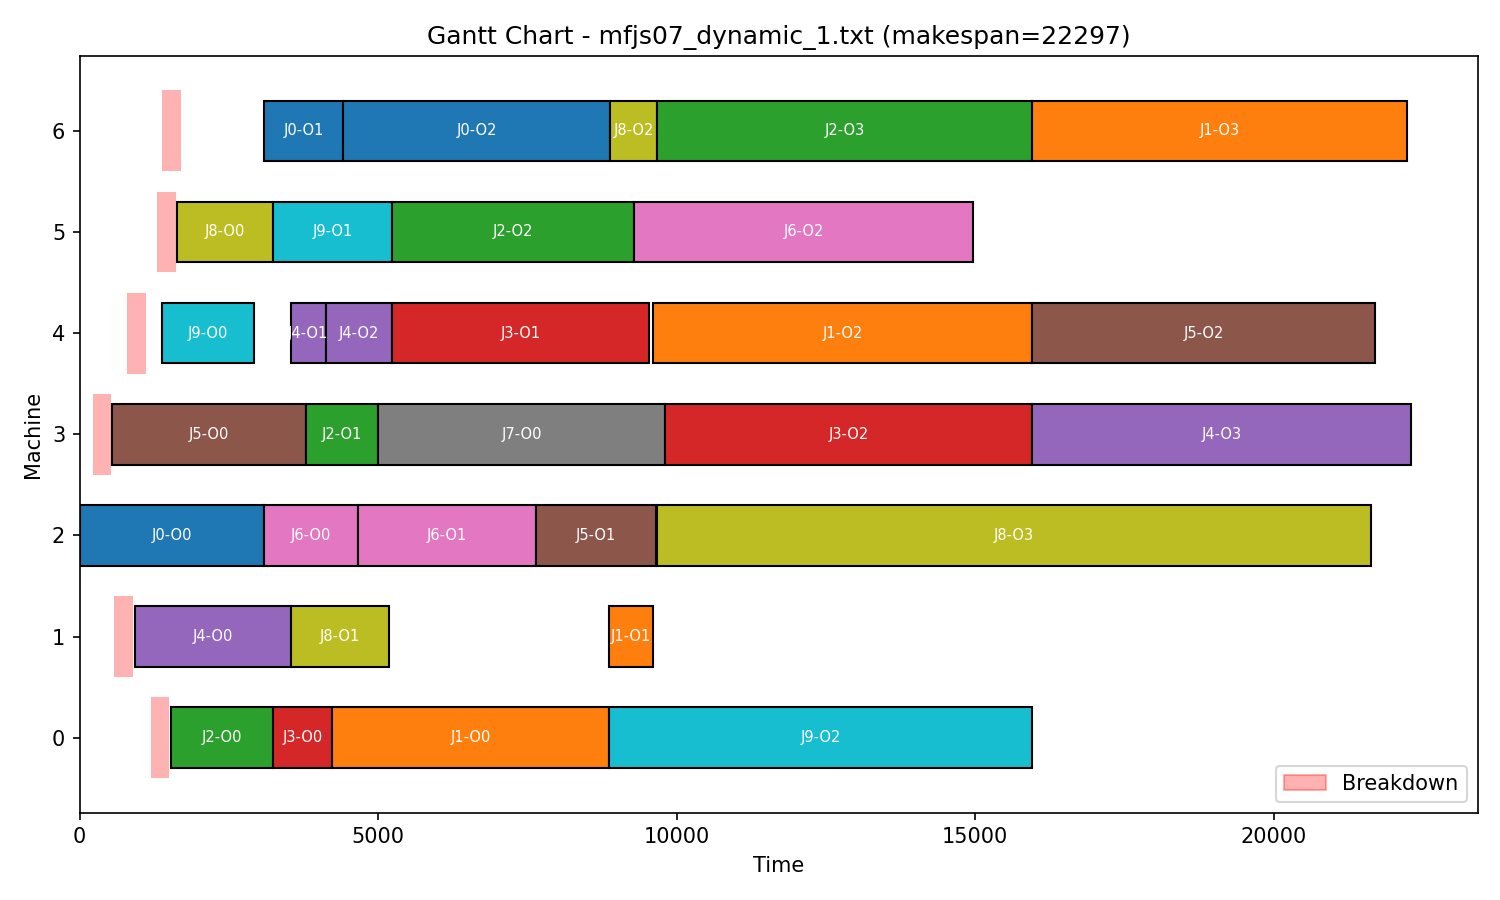 Gantt Chart - mfjs07_dynamic_1.txt (makespan=22297)
Machine
6
J0-O1 J0-O2 J8-O2 J2-O3 J1-O3
5
J8-O0 J9-O1 J2-O2 J6-O2
4
J9-O0 J4-O1 J4-O2 J3-O1 J1-O2 J5-O2
3
J5-O0 J2-O1 J7-O0 J3-O2 J4-O3
2
J0-O0 J6-O0 J6-O1 J5-O1 J8-O3
1
J4-O0 J8-O1 J1-O1
0
J2-O0 J3-O0 J1-O0 J9-O2
Breakdown
0 5000 10000 15000 20000
Time